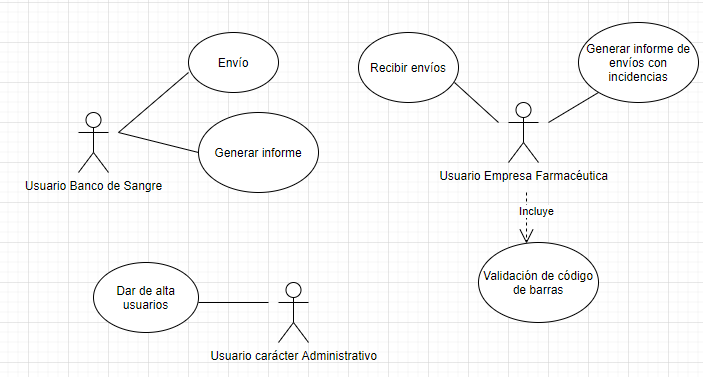 Envío
Generar informe
Usuario Banco de Sangre
Recibir envíos
Generar informe de
envíos con
incidencias
Usuario Empresa Farmacéutica
Incluye
Validación de código
de barras
Dar de alta
usuarios
Usuario carácter Administrativo